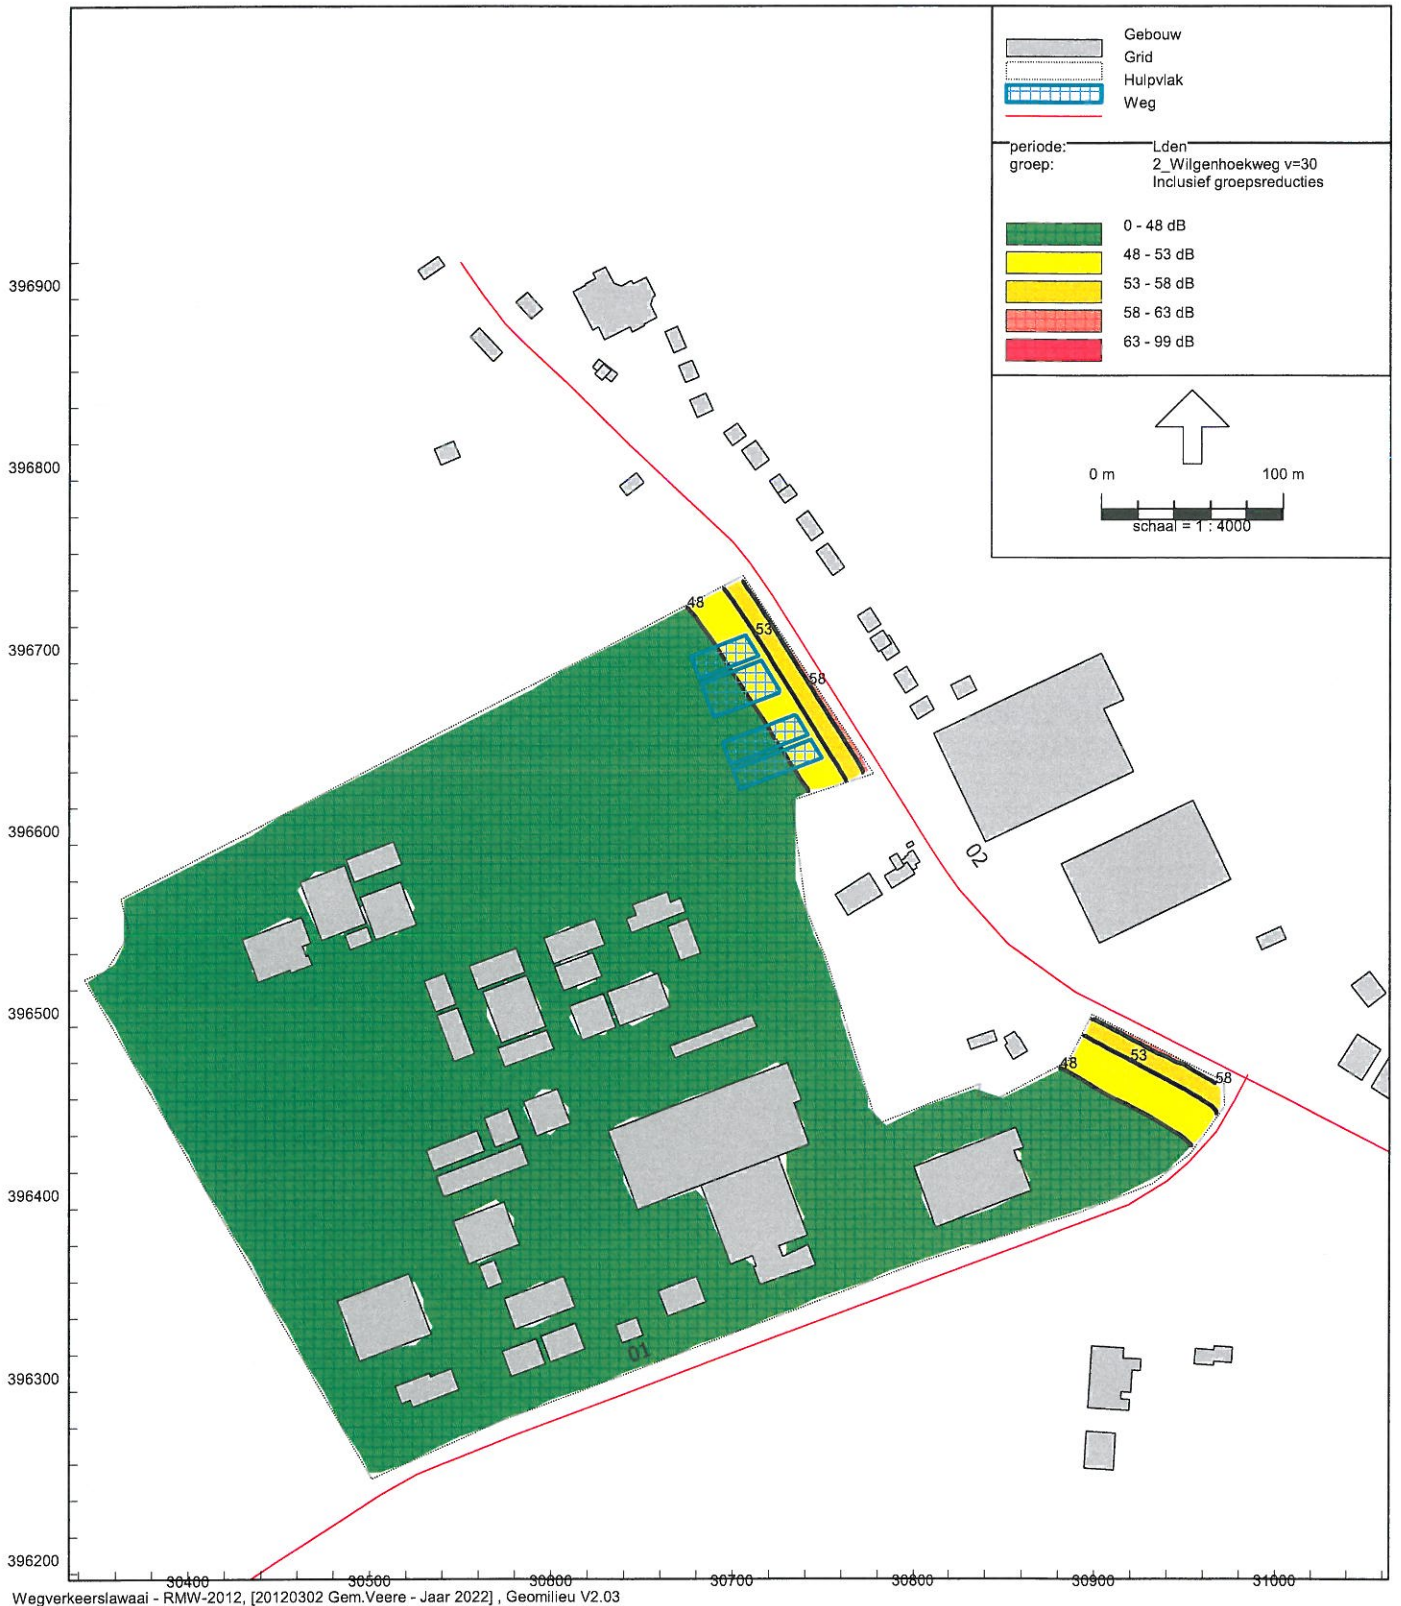 Gebouw
Grid
Hulpvlak
Weg
periode: Lden
groep: 2_Wilgenhoekweg v=30
Inclusief groepsreducties
0 - 48 dB
48 - 53 dB
53 - 58 dB
58 - 63 dB
63 - 99 dB
0 m 100 m
schaal = 1 : 4000
396900
396800
396700
396600
396500
396400
396300
396200
48
53
58
02
48
53
58
01
30400 30500 30600 30700 30800 30900 31000
Wegverkeerslawaai - RMW-2012, [20120302 Gem.Veere - Jaar 2022] , Geomilieu V2.03